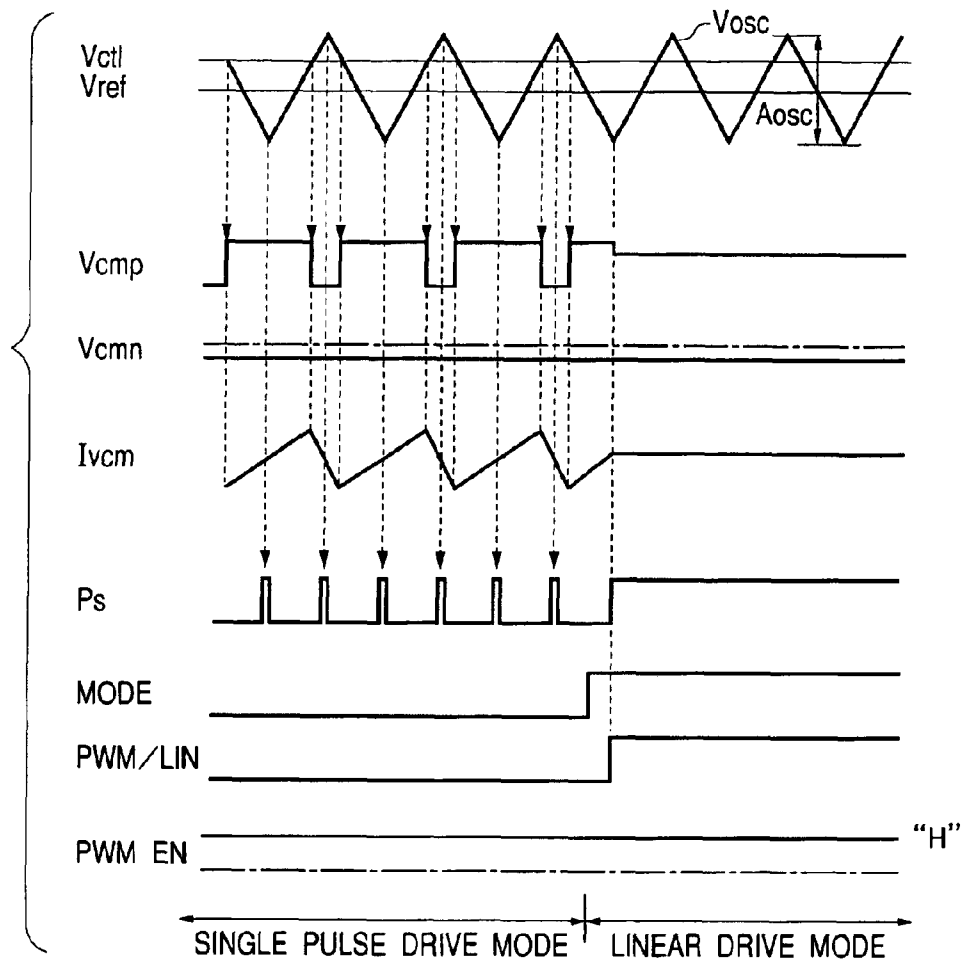 Vosc
Vctl
Vref
Aosc
Vcmp
Vcmn
Ivcm
Ps
MODE
PWM/LIN
PWM EN
“H”
SINGLE PULSE DRIVE MODE
LINEAR DRIVE MODE